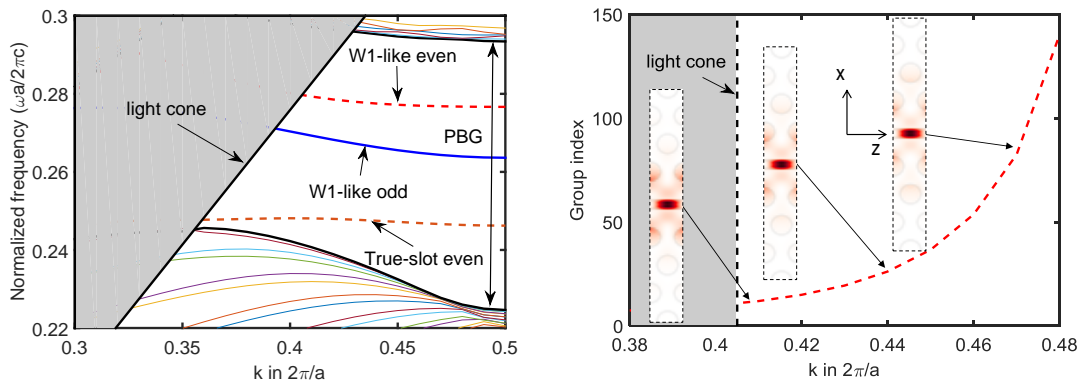 Normalized frequency (ωa/2πc)
0.3
0.28
0.26
0.24
0.22
0.3
0.35
0.4
0.45
0.5
k in 2π/a
light cone
W1-like even
PBG
W1-like odd
True-slot even
Group index
150
100
50
0
0.38
0.4
0.42
0.44
0.46
0.48
k in 2π/a
light cone
X
Z